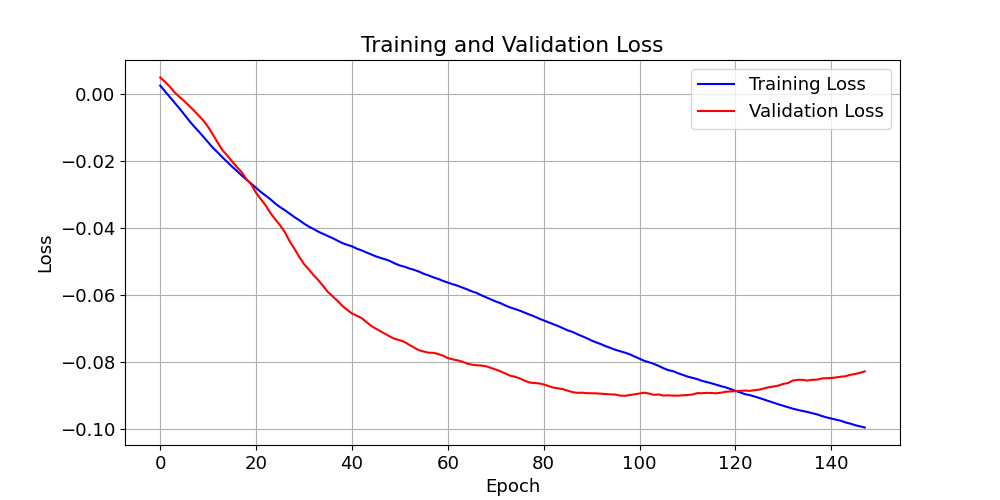 Training and Validation Loss
Training Loss
Validation Loss
0.00
−0.02
−0.04
−0.06
−0.08
−0.10
Loss
0 20 40 60 80 100 120 140
Epoch